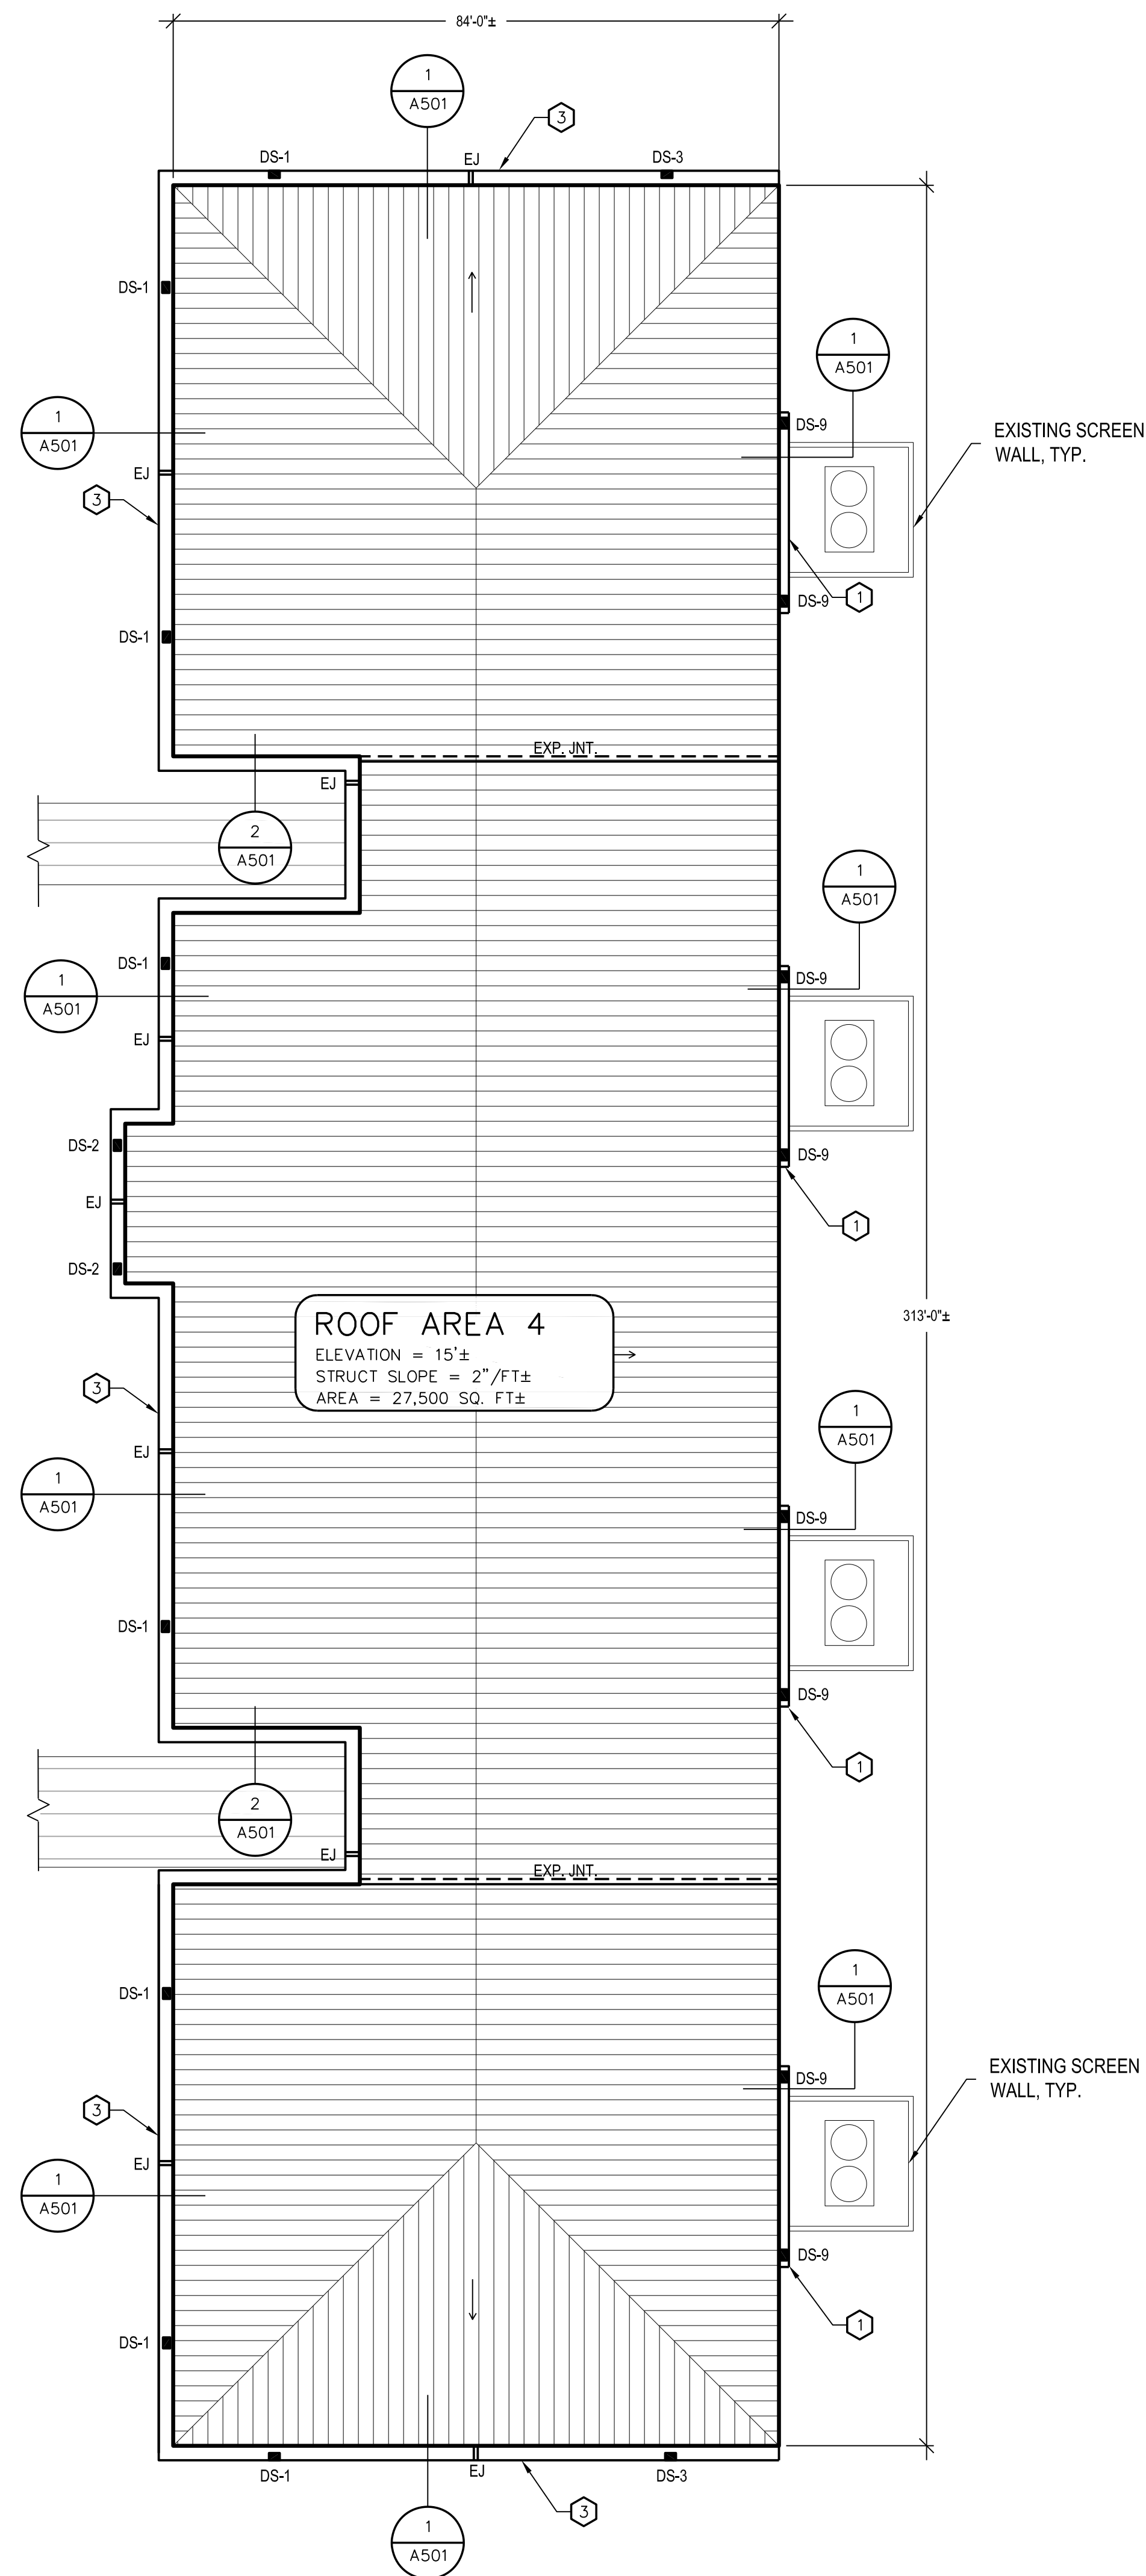 84'-0"±
1
A501
3
DS-1
EJ
DS-3
DS-1
1
A501
1
A501
DS-9
EXISTING SCREEN
WALL, TYP.
EJ
3
DS-9
1
DS-1
EXP. JNT.
EJ
2
A501
1
A501
DS-1
DS-9
1
A501
EJ
DS-2
DS-9
EJ
1
DS-2
313'-0"±
ROOF AREA 4
ELEVATION = 15'±
STRUCT SLOPE = 2"/FT±
AREA = 27,500 SQ. FT±
3
1
A501
EJ
1
A501
DS-9
DS-1
DS-9
1
2
A501
EJ
EXP. JNT.
1
A501
DS-1
EXISTING SCREEN
WALL, TYP.
DS-9
3
EJ
1
A501
DS-9
1
DS-1
DS-1
EJ
DS-3
3
1
A501